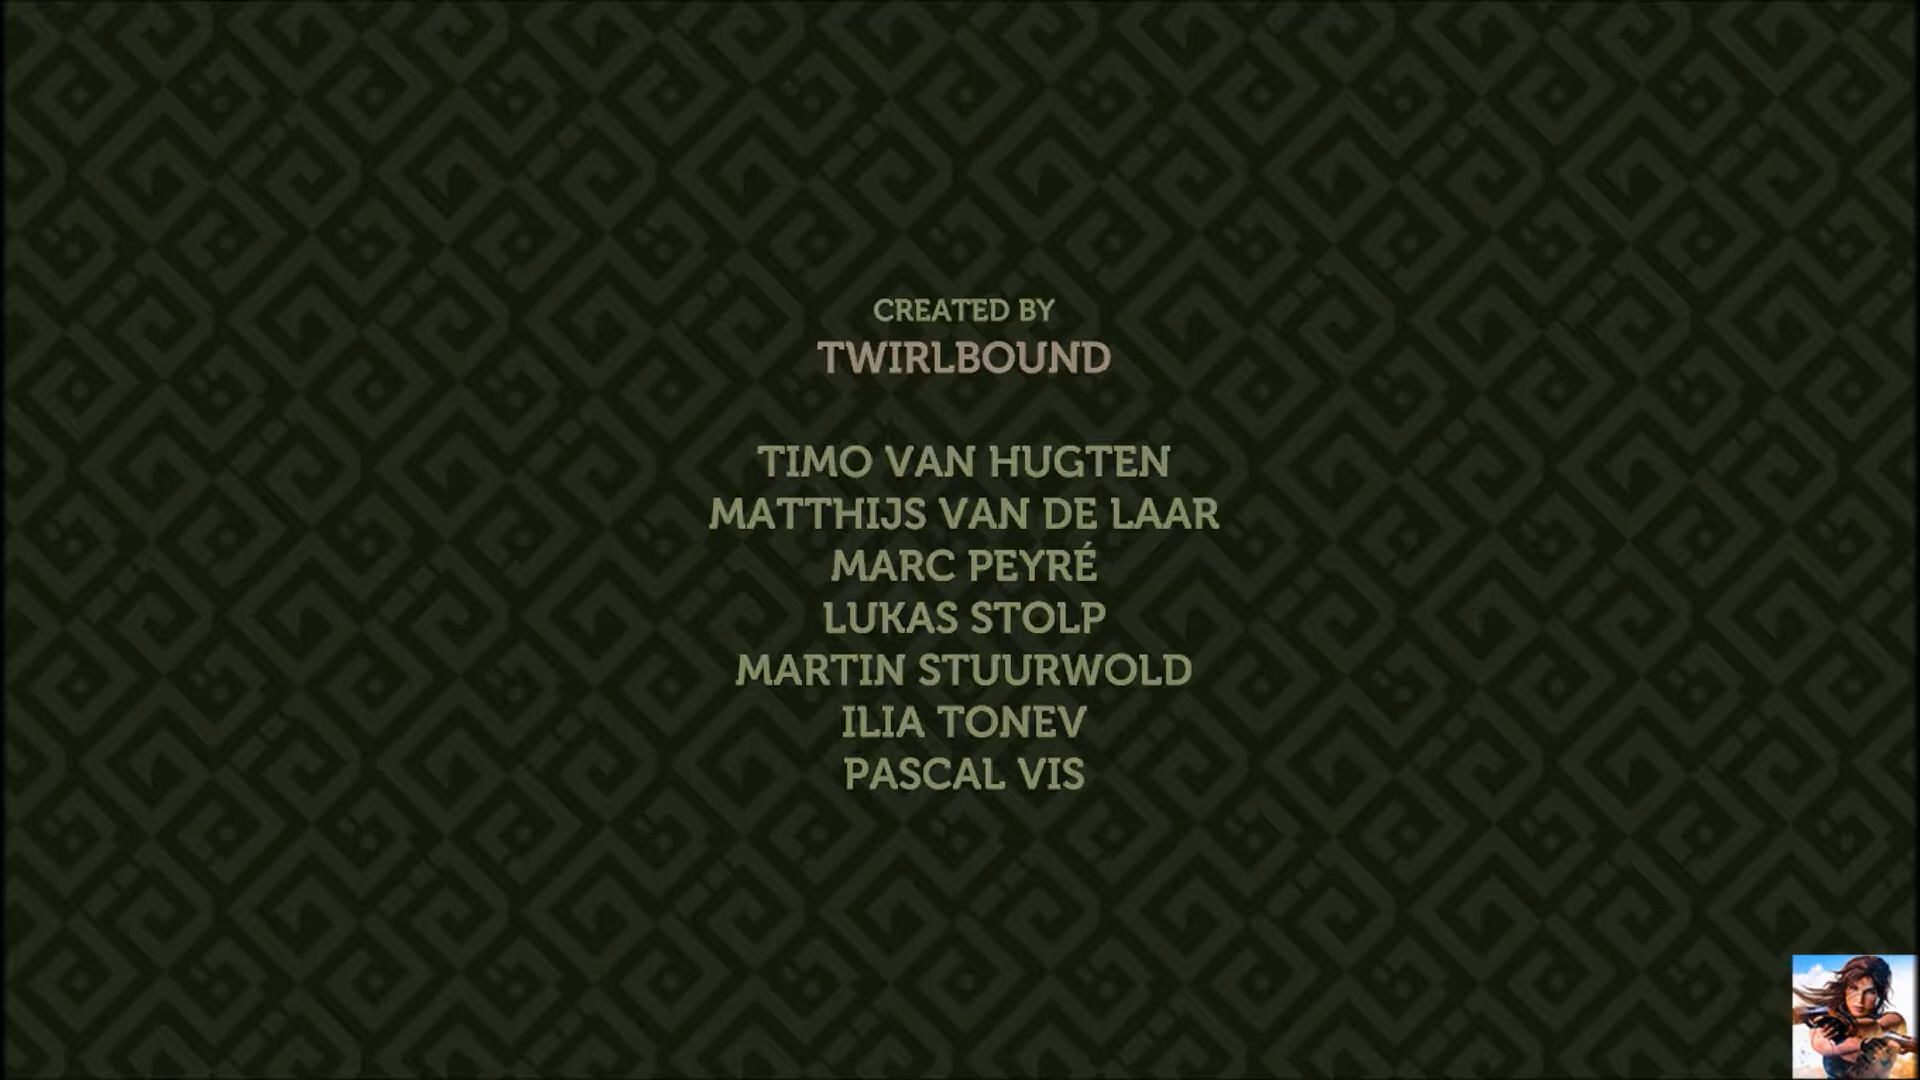 CREATED BY
TWIRLBOUND
TIMO VAN HUGTEN
MATTHIJS VAN DE LAAR
MARC PEYRÉ
LUKAS STOLP
MARTIN STUURWOLD
ILIA TONEV
PASCAL VIS